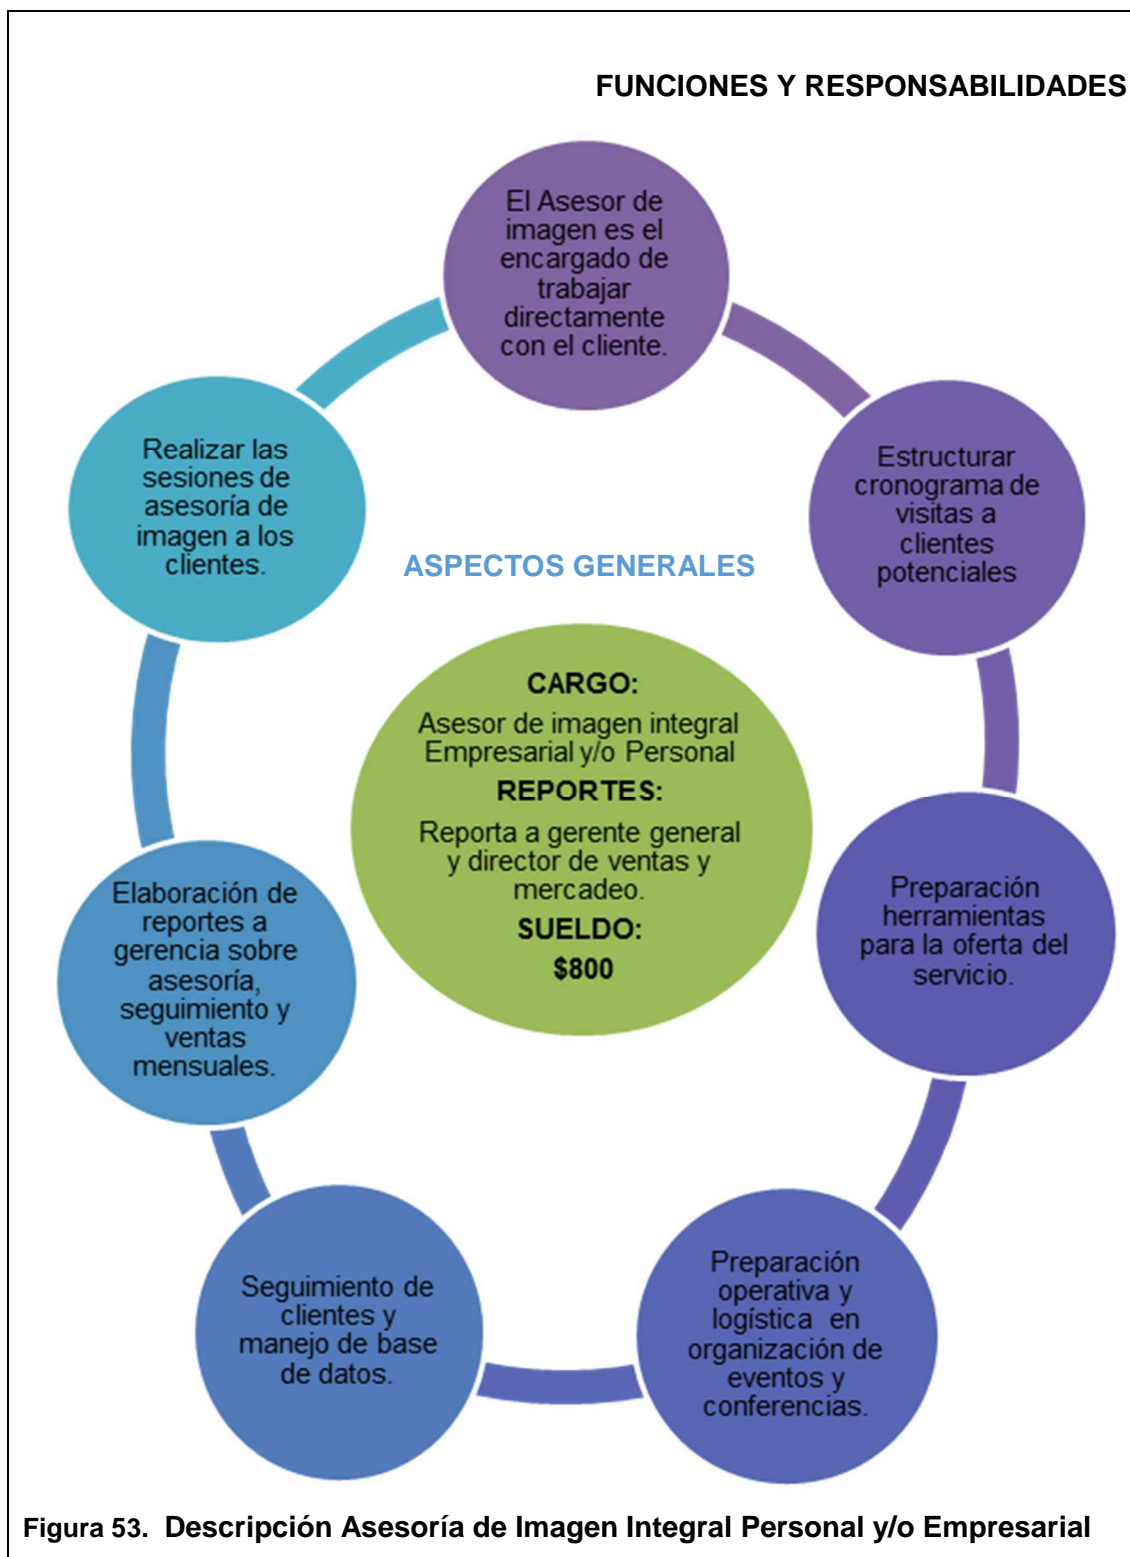 FUNCIONES Y RESPONSABILIDADES
El Asesor de
imagen es el
encargado de
trabajar
directamente
con el cliente.
Estructurar
cronograma de
visitas a
clientes
potenciales
Preparación
herramientas
para la oferta del
servicio.
Preparación
operativa y
logística en
organización de
eventos y
conferencias.
Seguimiento de
clientes y
manejo de base
de datos.
Elaboración de
reportes a
gerencia sobre
asesoría,
seguimiento y
ventas
mensuales.
Realizar las
sesiones de
asesoría de
imagen a los
clientes.
ASPECTOS GENERALES
CARGO:
Asesor de imagen integral
Empresarial y/o Personal
REPORTES:
Reporta a gerente general
y director de ventas y
mercadeo.
SUELDO:
$800
Figura 53. Descripción Asesoría de Imagen Integral Personal y/o Empresarial